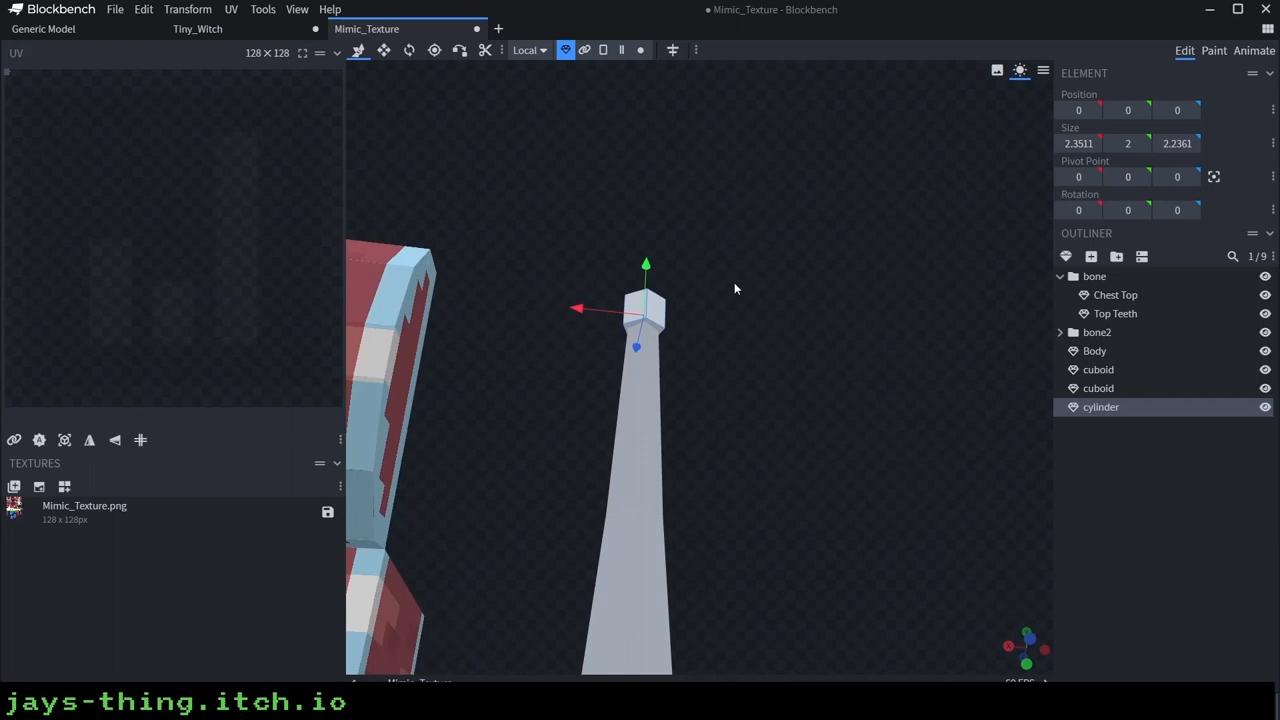 Blockbench
File Edit Transform UV Tools View Help
● Mimic_Texture - Blockbench
Generic Model
Tiny_Witch
Mimic_Texture
UV
128 × 128
Local
Edit Paint Animate
ELEMENT
Position
0 0 0
Size
2.3511 2 2.2361
Pivot Point
0 0 0
Rotation
0 0 0
OUTLINER
1/9
bone
Chest Top
Top Teeth
bone2
Body
cuboid
cuboid
cylinder
TEXTURES
Mimic_Texture.png
128 x 128px
X
jays-thing.itch.io